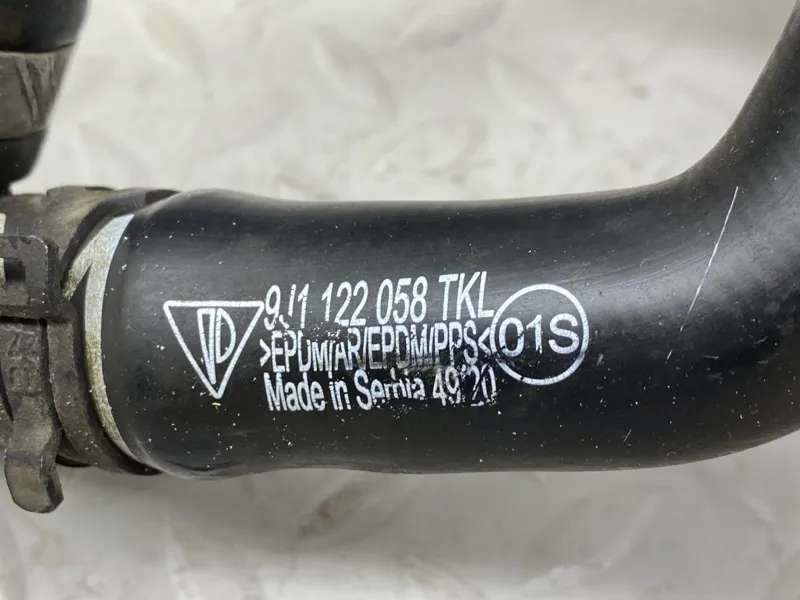 9J1 122 058 TKL
>EPDM/AR/EPDM/PPS<
01S
Made in Serbia 49/20